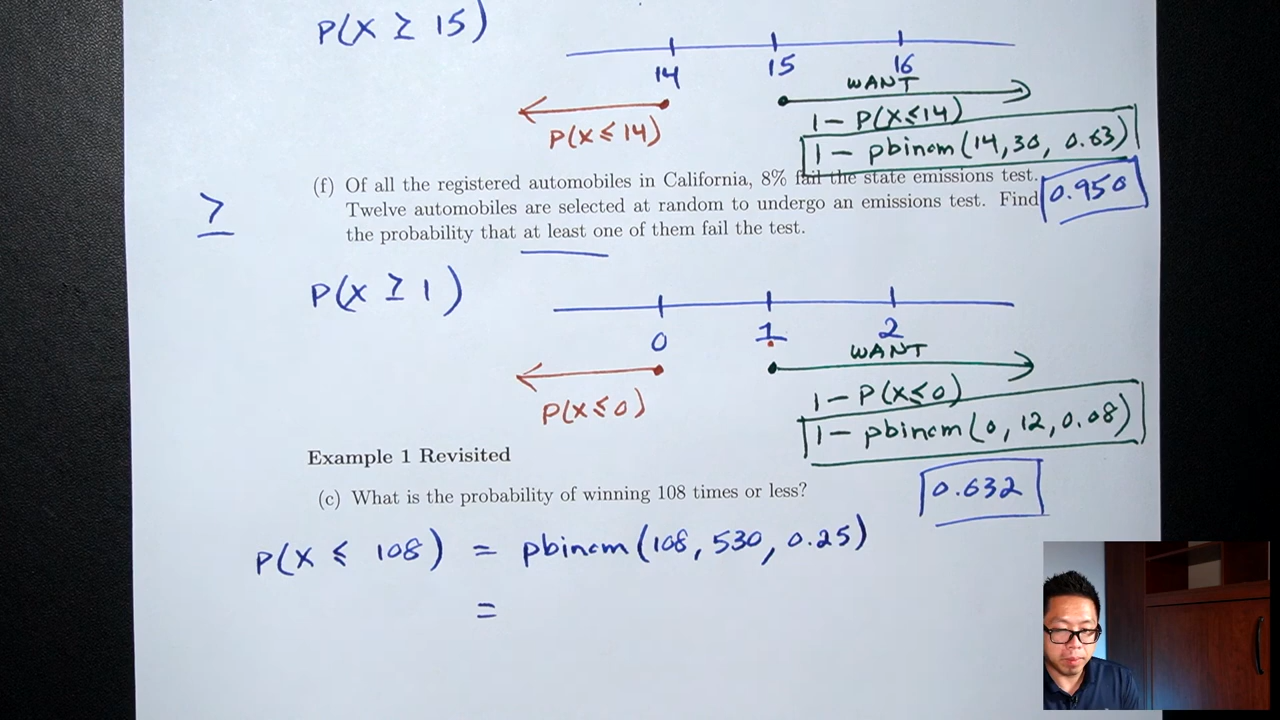 P(X ≥ 15)
14 15 16
WANT
P(X ≤ 14)
1 - P(X ≤ 14)
1 - pbinom(14, 30, 0.63)
(f) Of all the registered automobiles in California, 8% fail the state emissions test.
0.950
Twelve automobiles are selected at random to undergo an emissions test. Find
the probability that at least one of them fail the test.
≥
P(X ≥ 1)
0 1 2
WANT
P(X ≤ 0)
1 - P(X ≤ 0)
1 - pbinom(0, 12, 0.08)
0.632
Example 1 Revisited
(c) What is the probability of winning 108 times or less?
P(X ≤ 108) = pbinom(108, 530, 0.25)
=